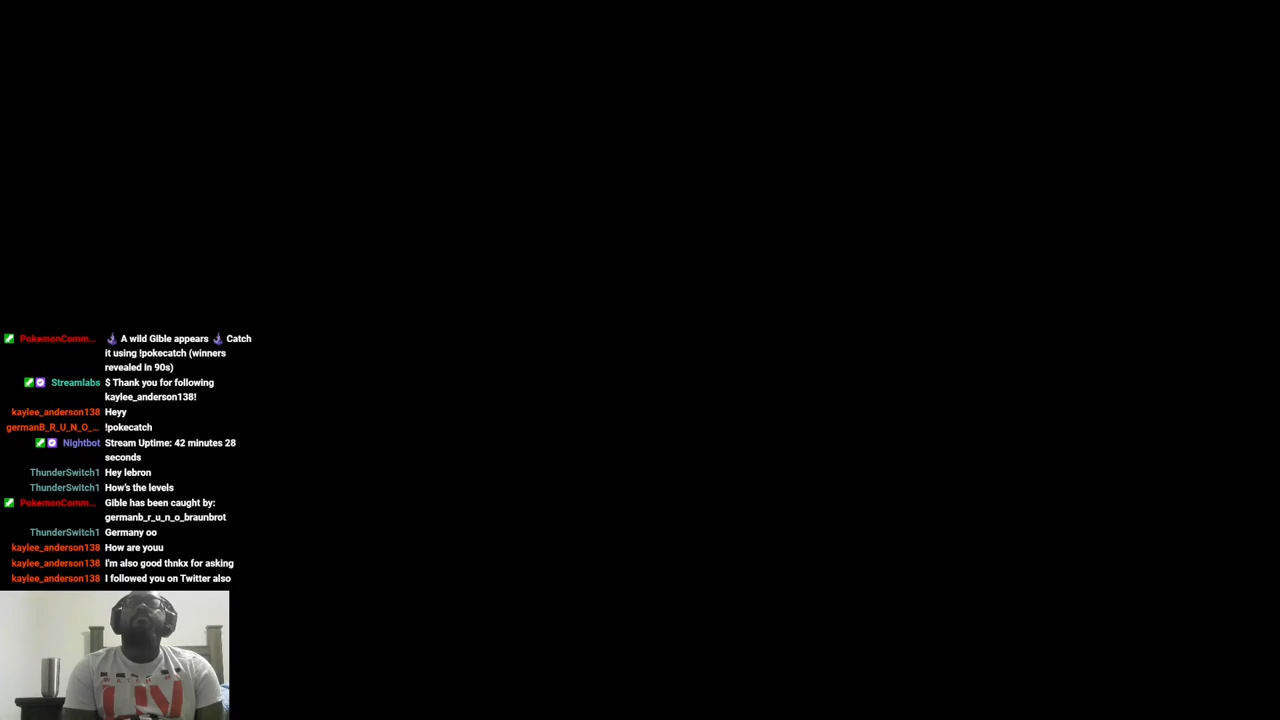 PokemonComm... A wild Gible appears Catch
it using !pokecatch (winners
revealed in 90s)
Streamlabs $ Thank you for following
kaylee_anderson138!
kaylee_anderson138 Heyy
germanB_R_U_N_O_... !pokecatch
Nightbot Stream Uptime: 42 minutes 28
seconds
ThunderSwitch1 Hey lebron
ThunderSwitch1 How's the levels
PokemonComm... Gible has been caught by:
germanb_r_u_n_o_braunbrot
ThunderSwitch1 Germany oo
kaylee_anderson138 How are youu
kaylee_anderson138 I'm also good thnkx for asking
kaylee_anderson138 I followed you on Twitter also